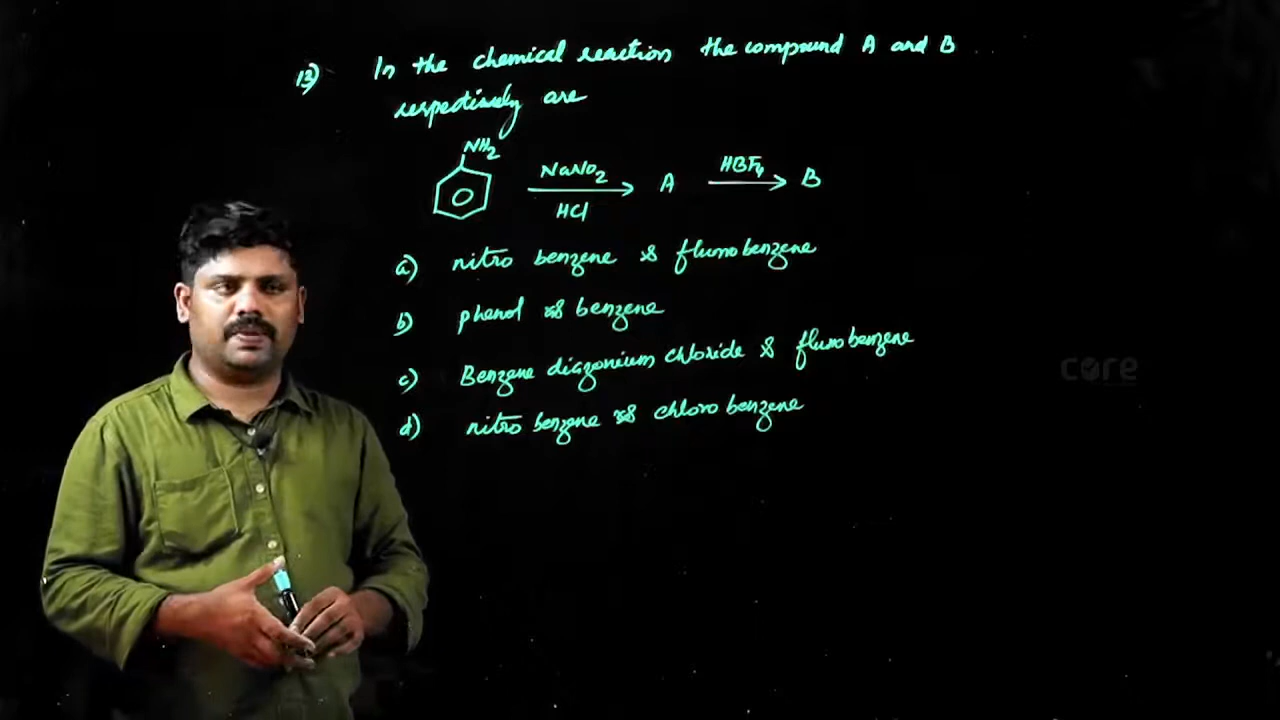 13) In the chemical reaction the compound A and B
respectively are
NH2
NaNO2
HCl
A
HBF4
B
a) nitro benzene & fluorobenzene
b) phenol & benzene
c) Benzene diazonium chloride & fluorobenzene
d) nitro benzene & chloro benzene
core